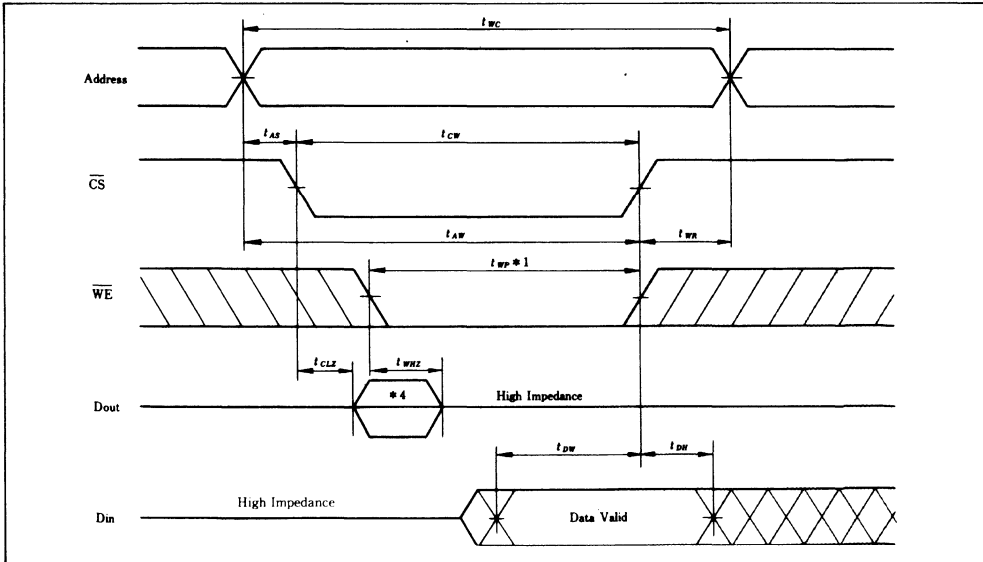 tWC
Address
tAS
tCW
CS
tAW
tWR
tWP *1
WE
tCLZ
tWHZ
*4
High Impedance
Dout
tDW
tDH
High Impedance
Din
Data Valid